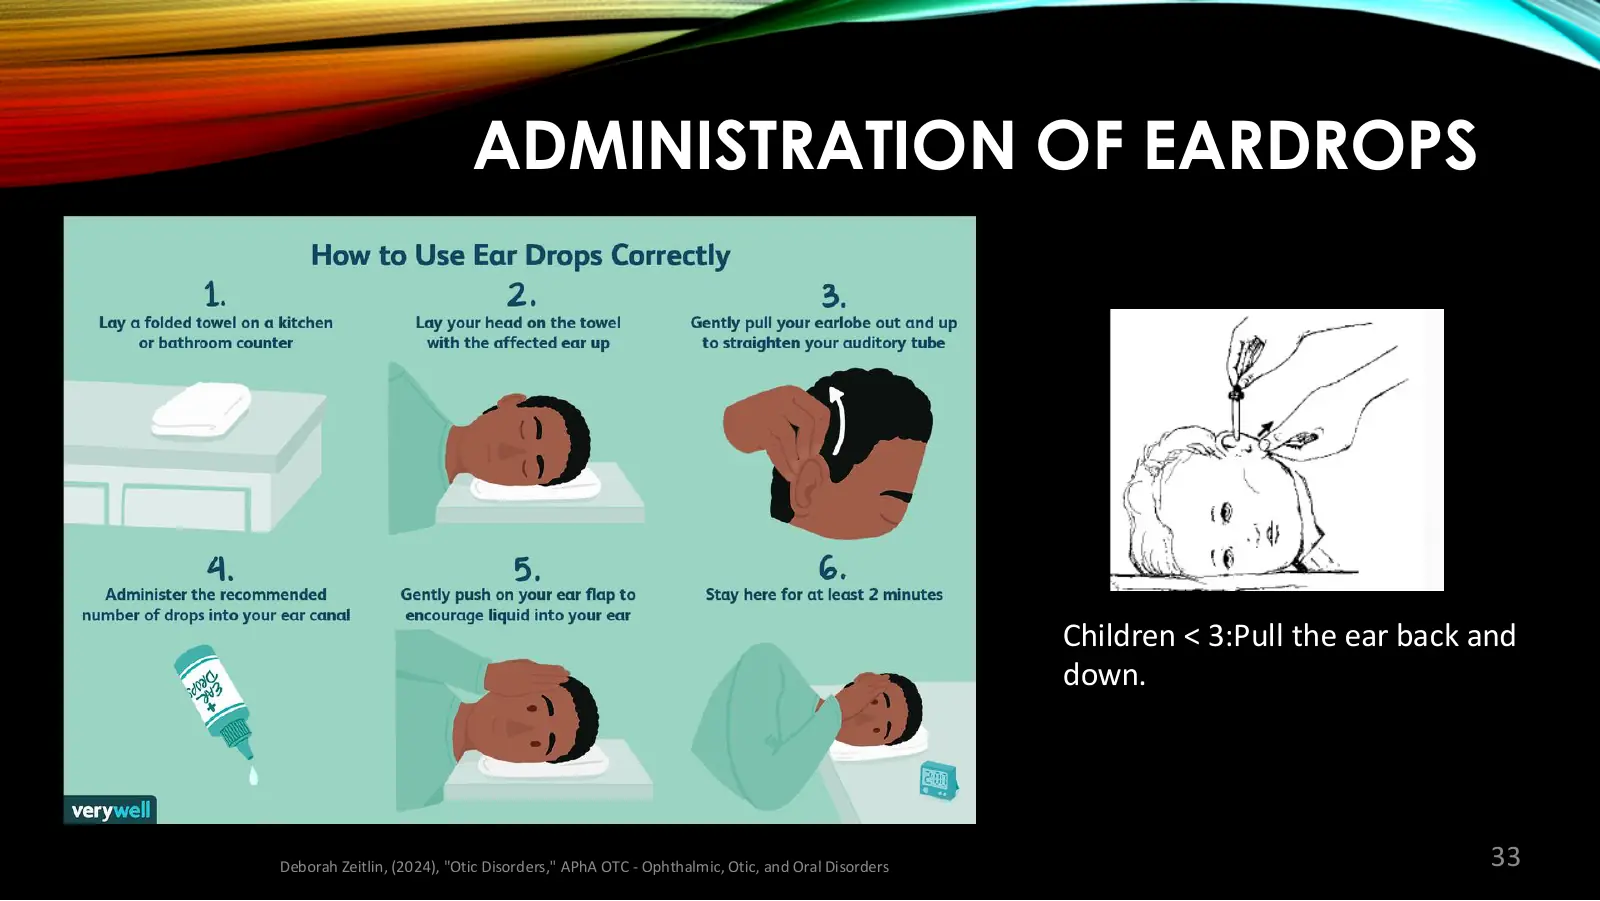 ADMINISTRATION OF EARDROPS
How to Use Ear Drops Correctly
1.
Lay a folded towel on a kitchen
or bathroom counter
2.
Lay your head on the towel
with the affected ear up
3.
Gently pull your earlobe out and up
to straighten your auditory tube
4.
Administer the recommended
number of drops into your ear canal
EAR
Drops
+
5.
Gently push on your ear flap to
encourage liquid into your ear
6.
Stay here for at least 2 minutes
2:00
verywell
Children < 3:Pull the ear back and
down.
Deborah Zeitlin, (2024), "Otic Disorders," APhA OTC - Ophthalmic, Otic, and Oral Disorders
33